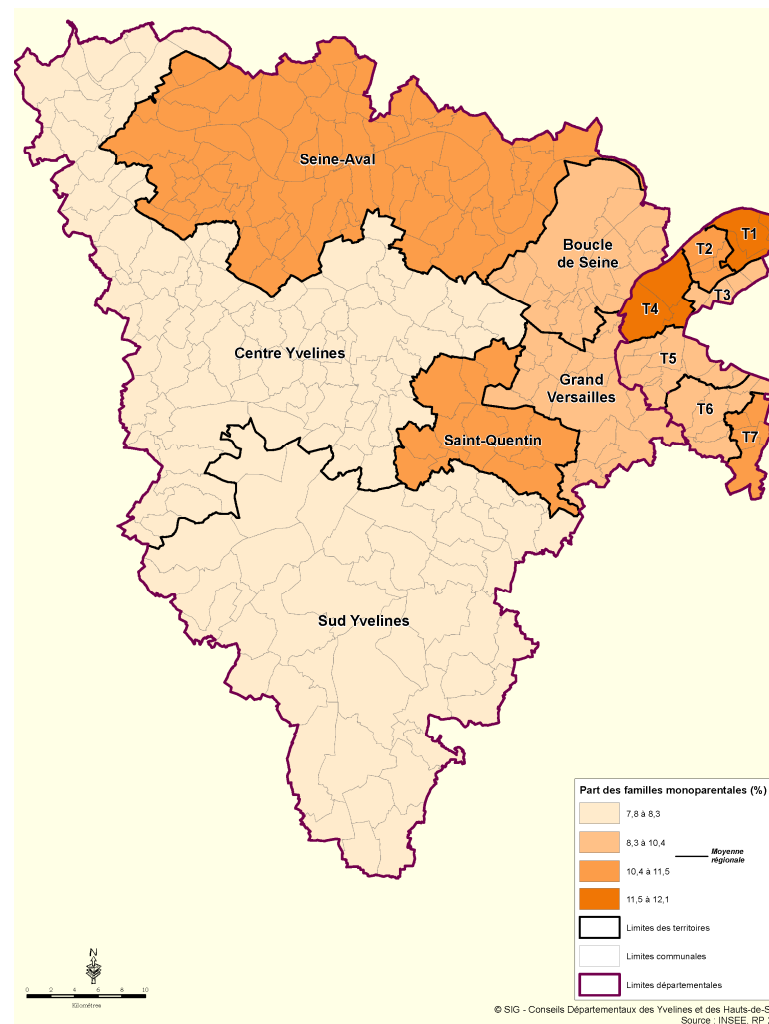 Seine-Aval
Boucle
de Seine
T1
T2
T3
T4
Centre Yvelines
T5
Grand
Versailles
T6
Saint-Quentin
T7
Sud Yvelines
Part des familles monoparentales (%)
7,8 à 8,3
8,3 à 10,4
Moyenne
régionale
10,4 à 11,5
11,5 à 12,1
Limites des territoires
Limites communales
Limites départementales
N
0 2 4 6 8 10
Kilomètres
© SIG - Conseils Départementaux des Yvelines et des Hauts-de-S
Source : INSEE, RP